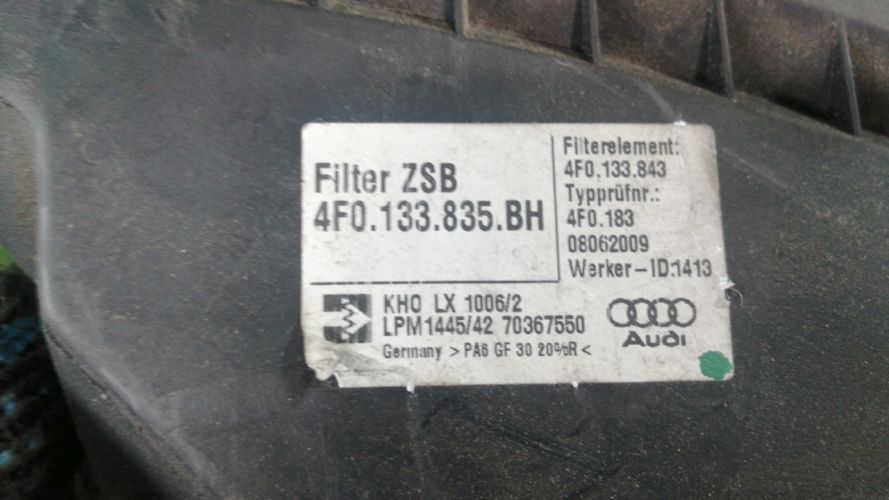 Filter ZSB
4F0.133.835.BH
Filterelement:
4F0.133.843
Typprüfnr.:
4F0.183
08062009
Werker-ID:1413
KHO LX 1006/2
LPM1445/42 70367550
Germany >PA6 GF 30 20%R<
Audi